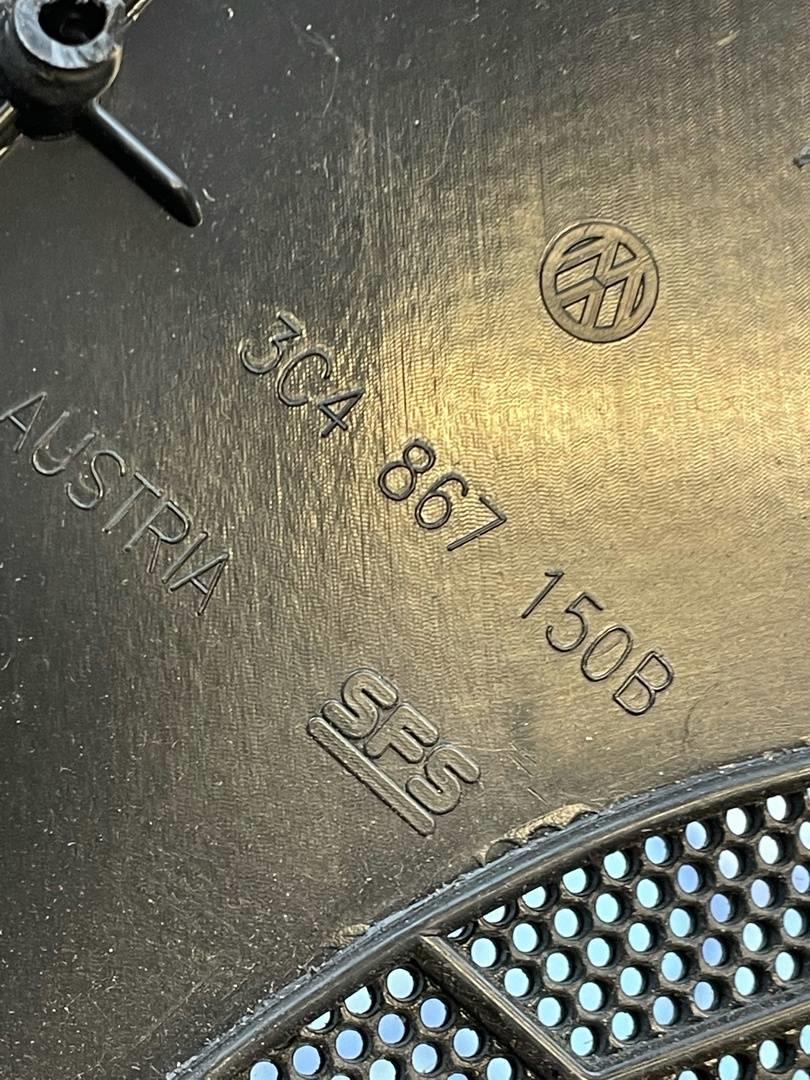 3C4 867 150B
AUSTRIA
SFS